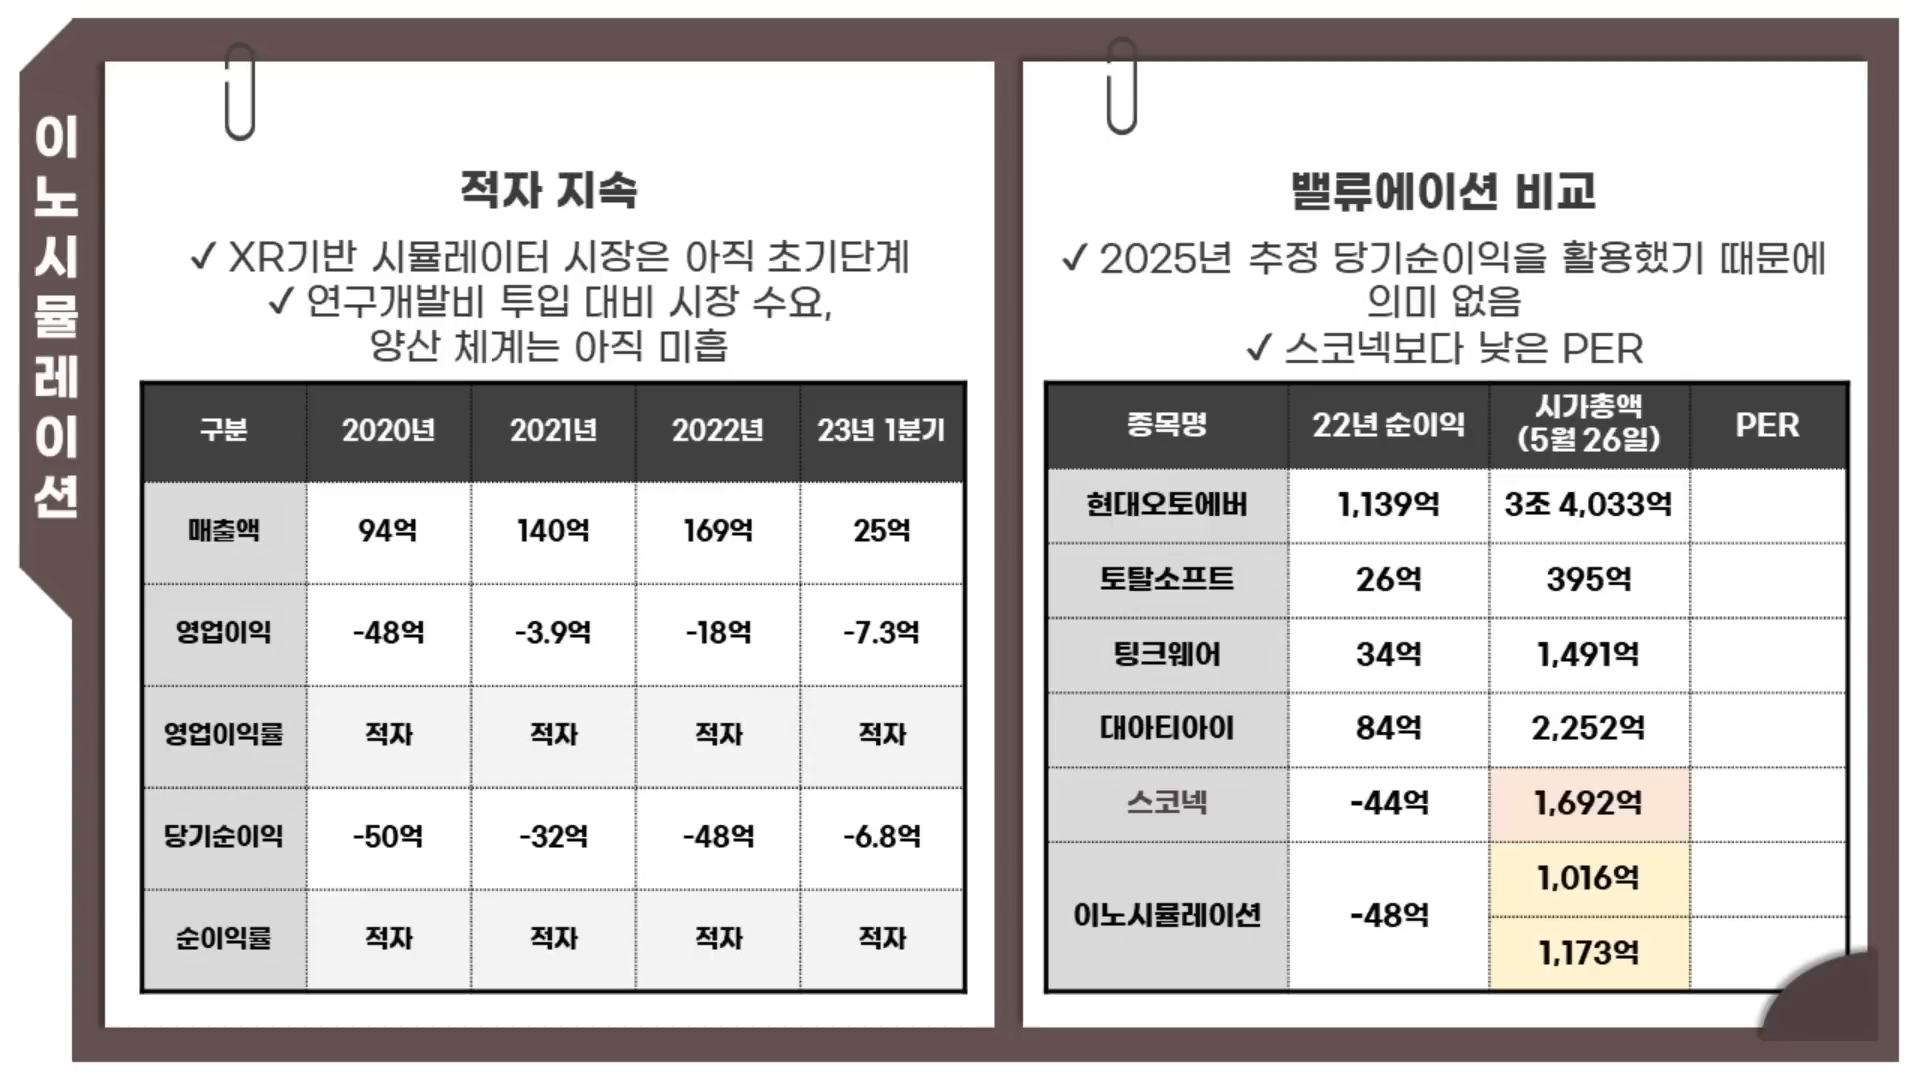 이노시뮬레이션
적자 지속
✓ XR기반 시뮬레이터 시장은 아직 초기단계
✓ 연구개발비 투입 대비 시장 수요,
양산 체계는 아직 미흡
구분 2020년 2021년 2022년 23년 1분기
매출액 94억 140억 169억 25억
영업이익 -48억 -3.9억 -18억 -7.3억
영업이익률 적자 적자 적자 적자
당기순이익 -50억 -32억 -48억 -6.8억
순이익률 적자 적자 적자 적자
밸류에이션 비교
✓ 2025년 추정 당기순이익을 활용했기 때문에
의미 없음
✓ 스코넥보다 낮은 PER
종목명 22년 순이익 시가총액 PER
(5월 26일)
현대오토에버 1,139억 3조 4,033억
토탈소프트 26억 395억
팅크웨어 34억 1,491억
대아티아이 84억 2,252억
스코넥 -44억 1,692억
1,016억
이노시뮬레이션 -48억
1,173억